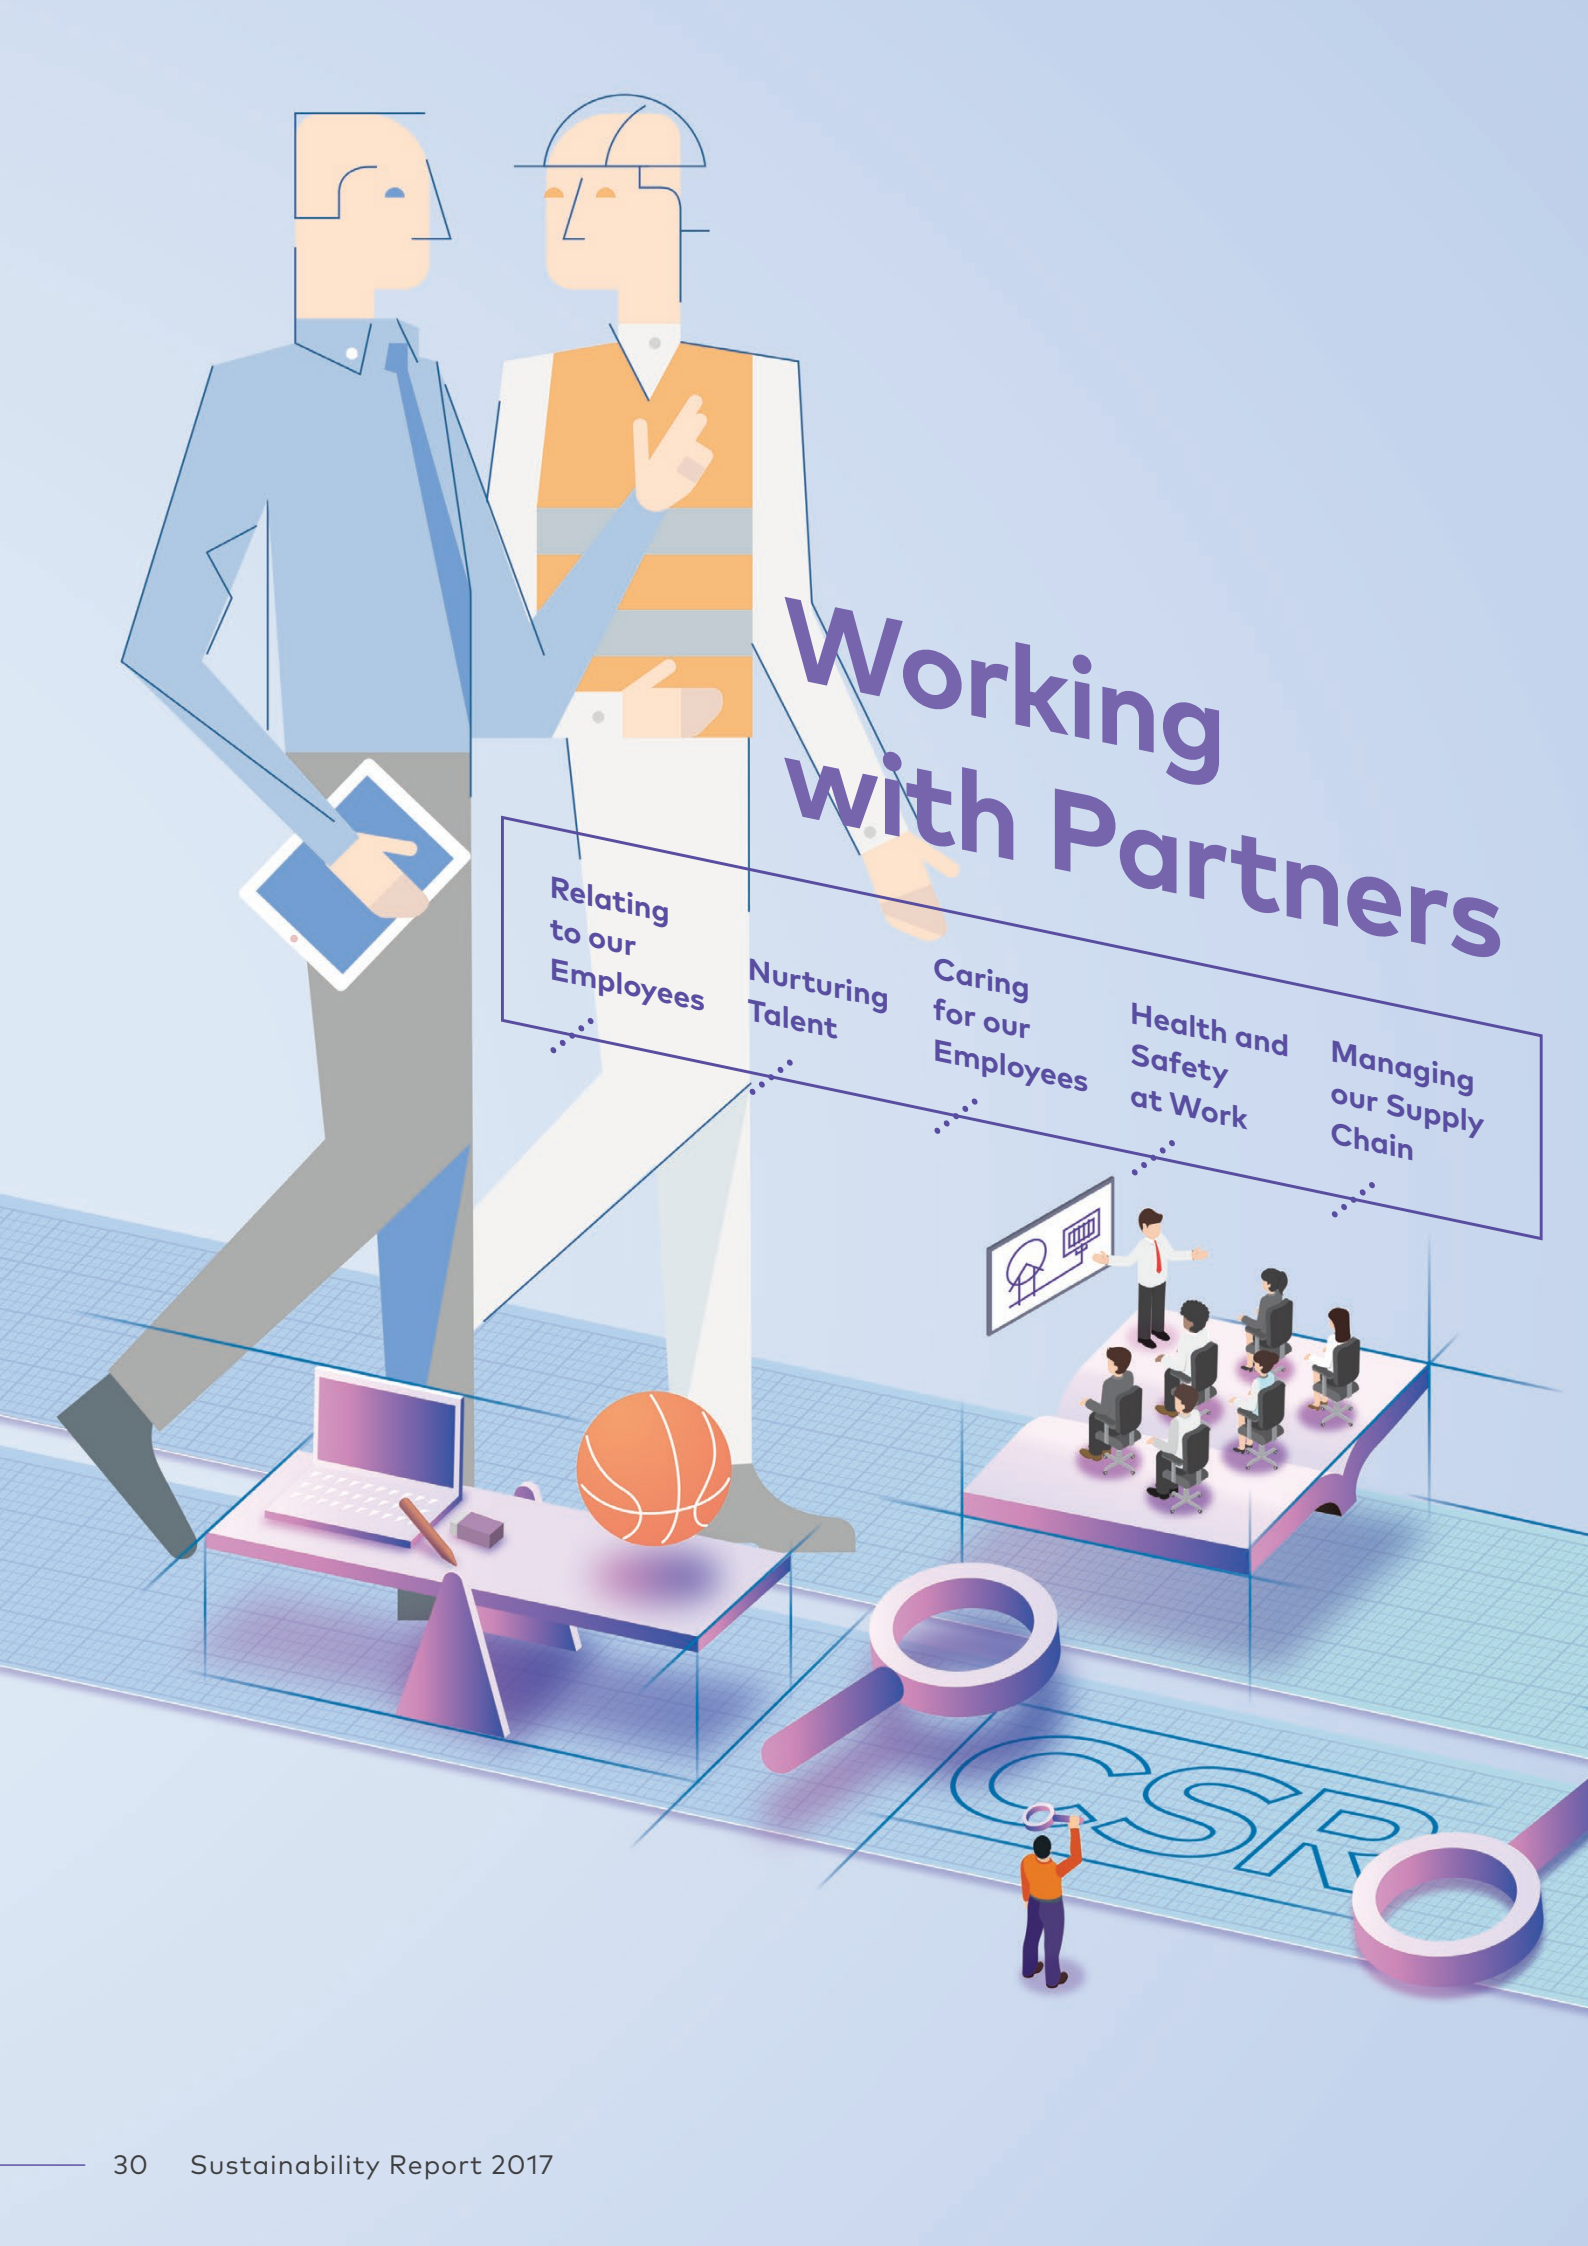 Working
with Partners
Relating
to our
Employees
Nurturing
Talent
Caring
for our
Employees
Health and
Safety
at Work
Managing
our Supply
Chain
CSR
30 Sustainability Report 2017